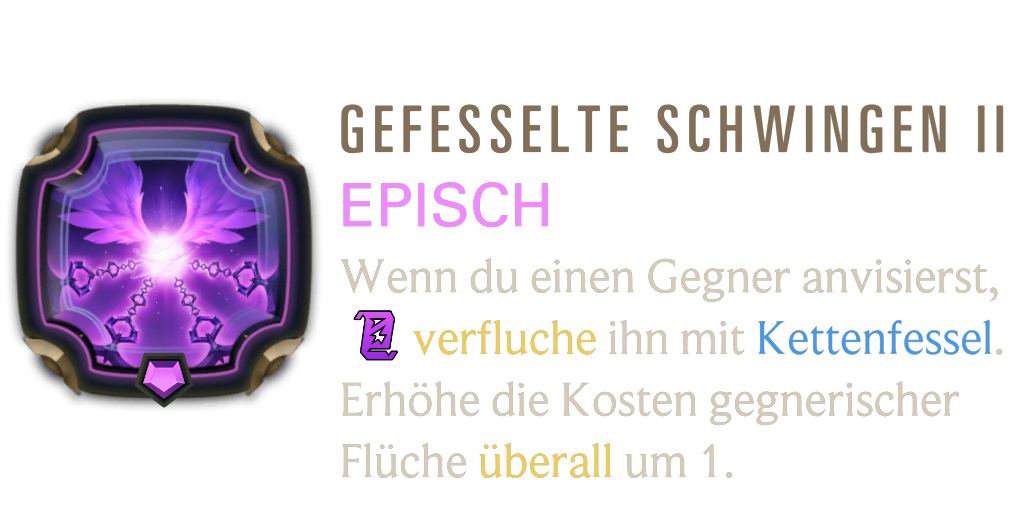 GEFESSELTE SCHWINGEN II
EPISCH
Wenn du einen Gegner anvisierst,
verfluche ihn mit Kettenfessel.
Erhöhe die Kosten gegnerischer
Flüche überall um 1.